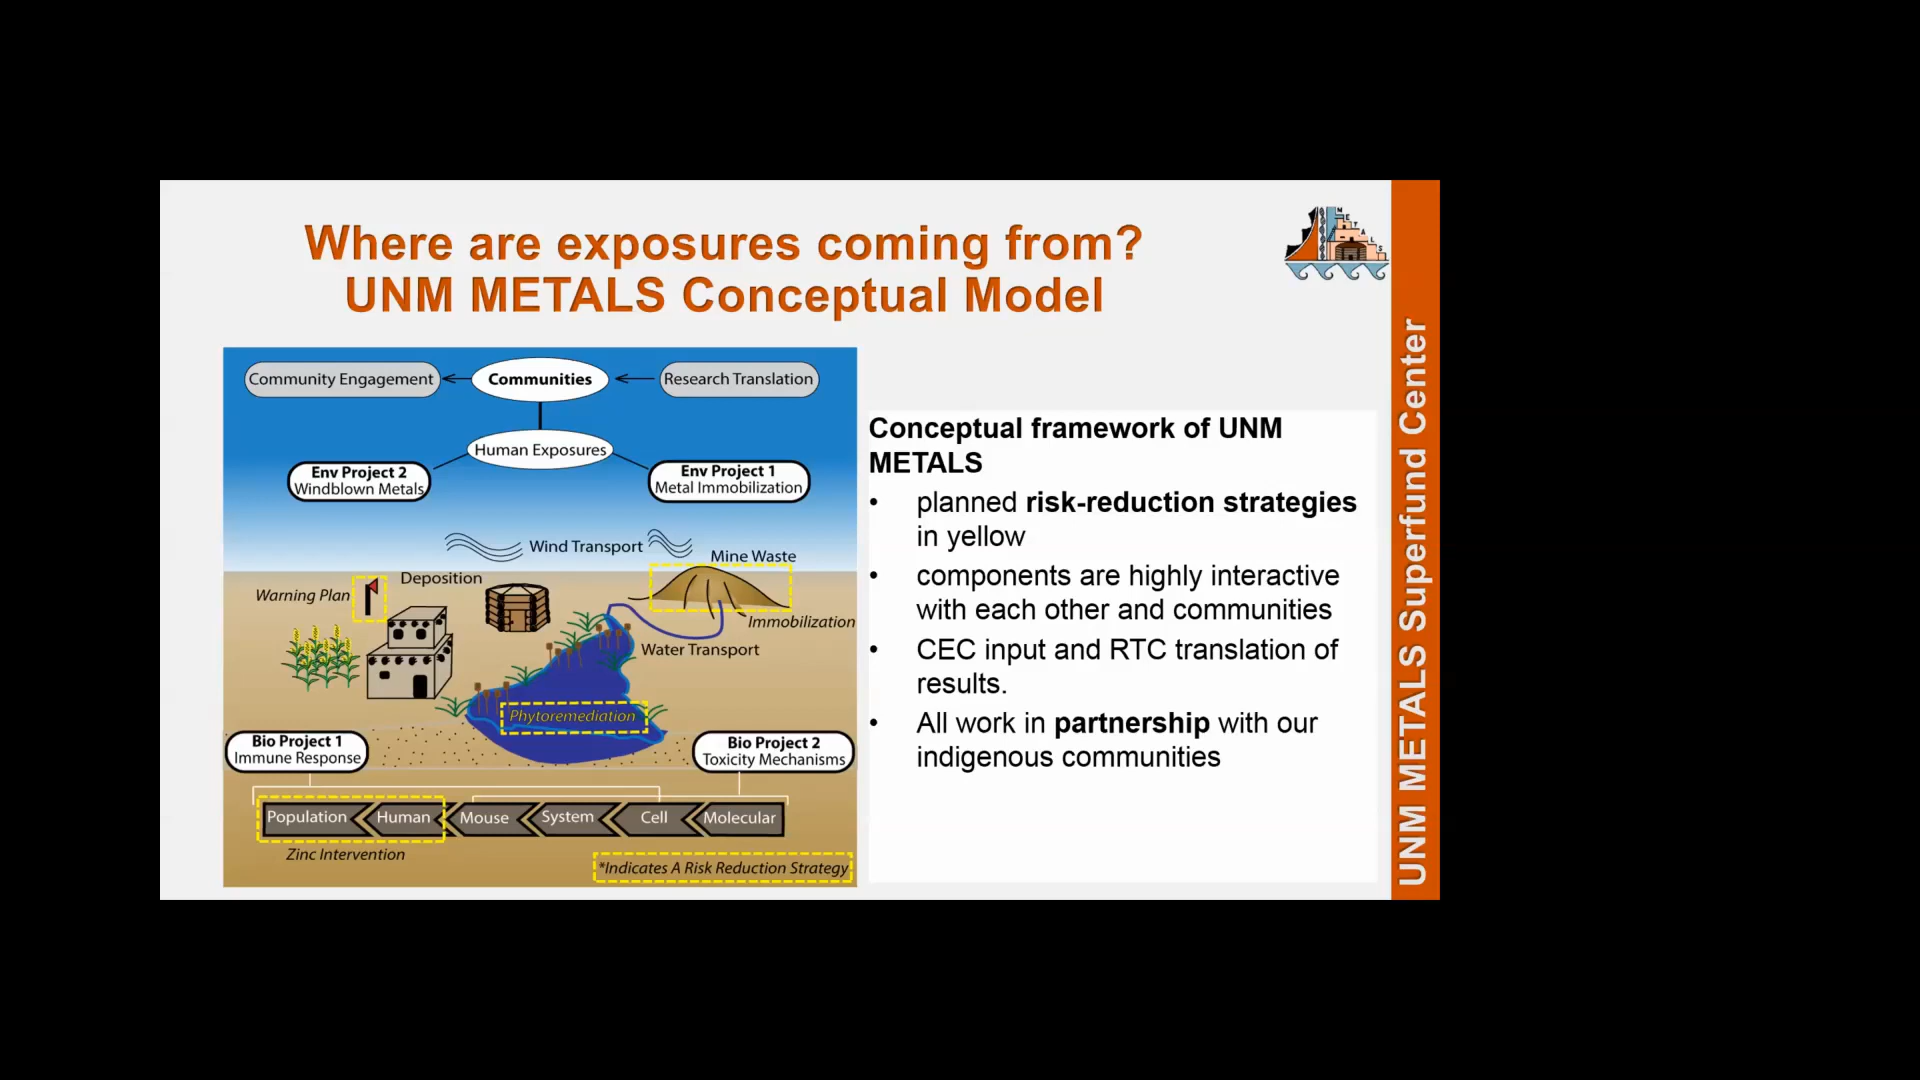 Where are exposures coming from?
UNM METALS Conceptual Model
METALS
Community Engagement
Communities
Research Translation
Human Exposures
Env Project 2
Windblown Metals
Env Project 1
Metal Immobilization
Wind Transport
Mine Waste
Deposition
Warning Plan
Immobilization
Water Transport
Phytoremediation
Bio Project 1
Immune Response
Bio Project 2
Toxicity Mechanisms
Population Human Mouse System Cell Molecular
Zinc Intervention
*Indicates A Risk Reduction Strategy
Conceptual framework of UNM
METALS
• planned risk-reduction strategies
in yellow
• components are highly interactive
with each other and communities
• CEC input and RTC translation of
results.
• All work in partnership with our
indigenous communities
UNM METALS Superfund Center